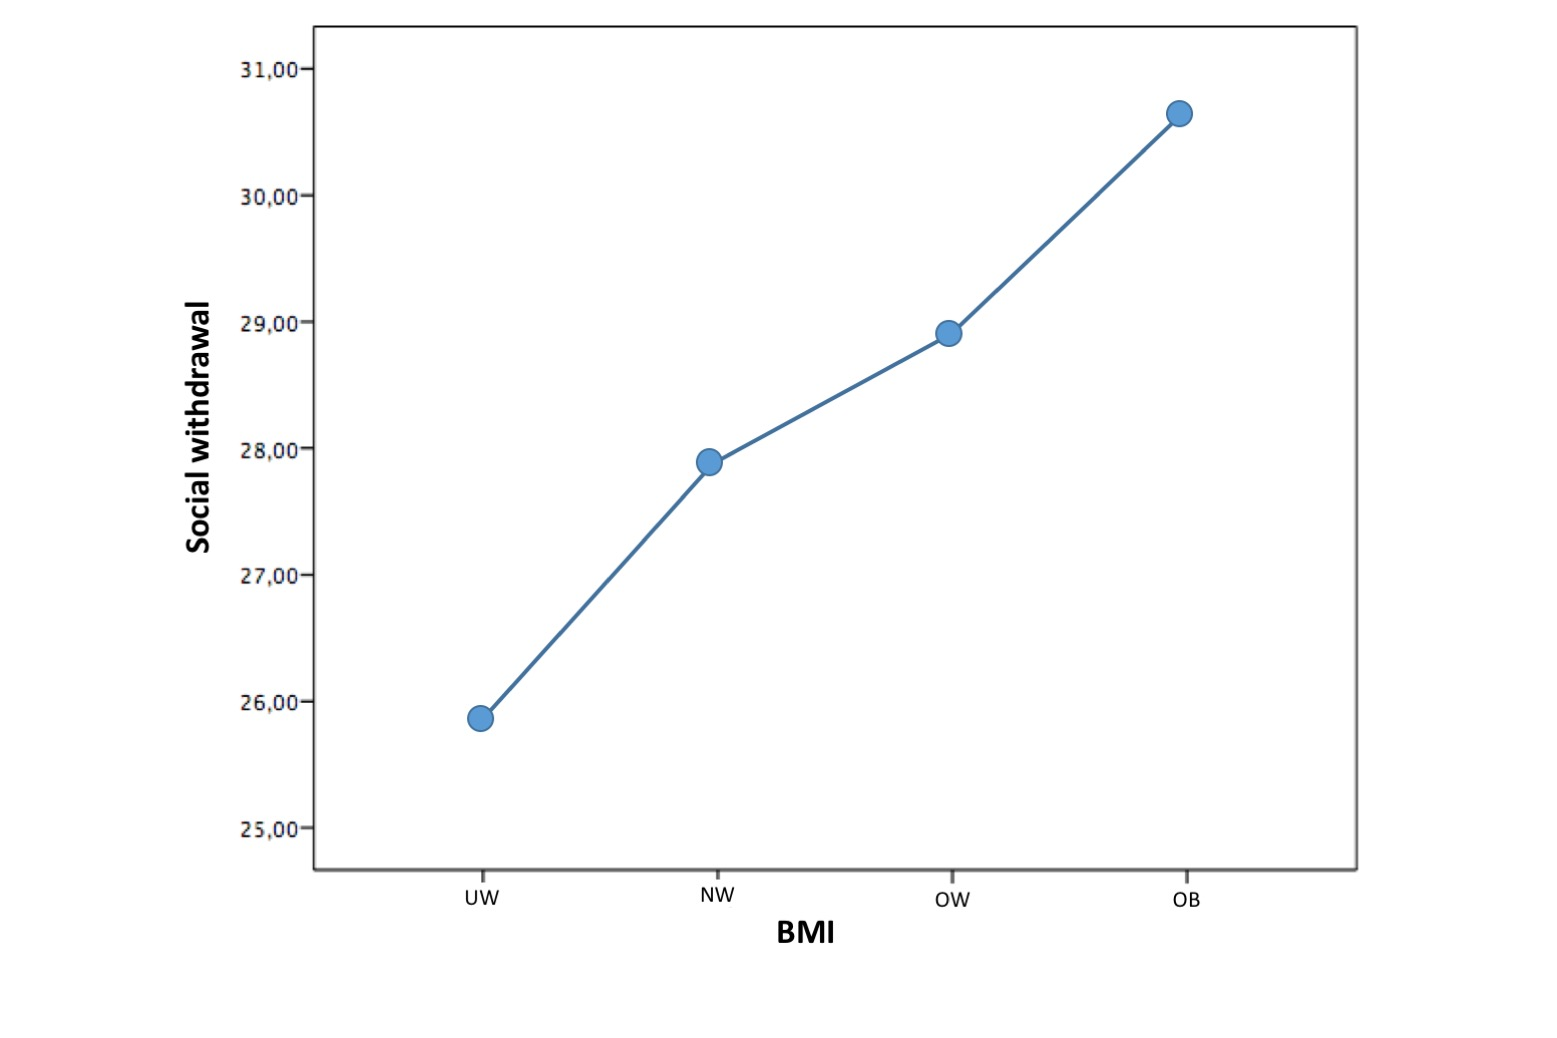 31,00
30,00
29,00
28,00
27,00
26,00
25,00
Social withdrawal
UW
NW
OW
OB
BMI